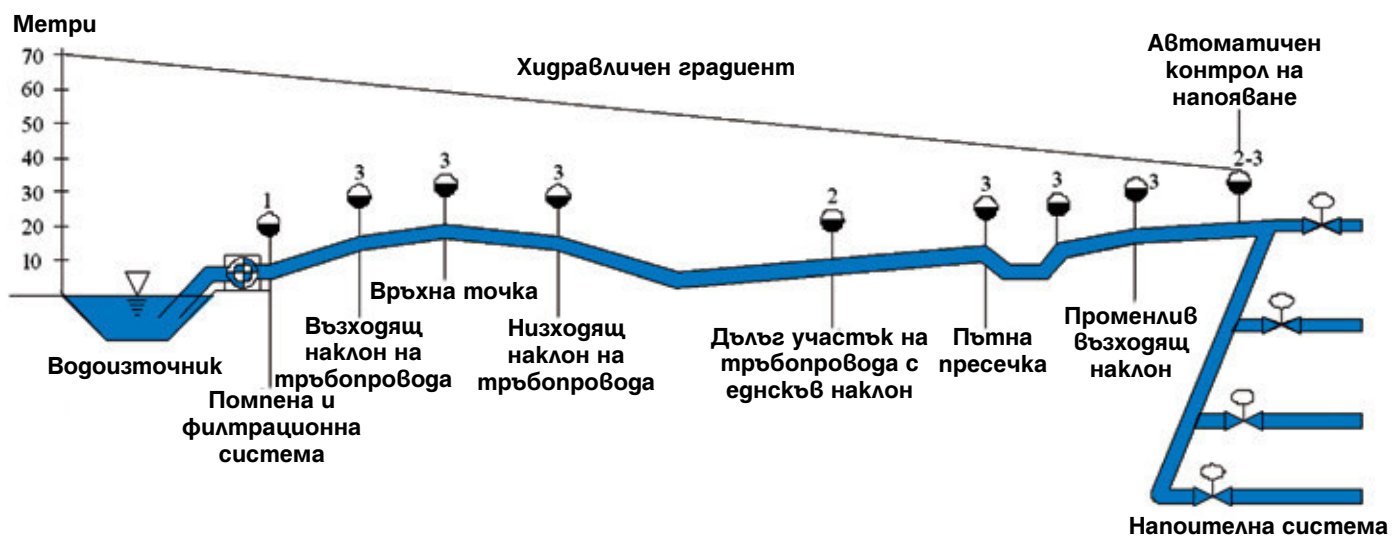 Метри
70
60
50
40
30
20
10
Хидравличен градиент
Автоматичен
контрол на
напояване
1
3
3
3
2
3
3
3
2-3
Водоизточник
Помпена и
филтрационна
система
Възходящ
наклон на
тръбопровода
Връхна точка
Низходящ
наклон на
тръбопровода
Дълъг участък на
тръбопровода с
еднскъв наклон
Пътна
пресечка
Променлив
възходящ
наклон
Напоителна система